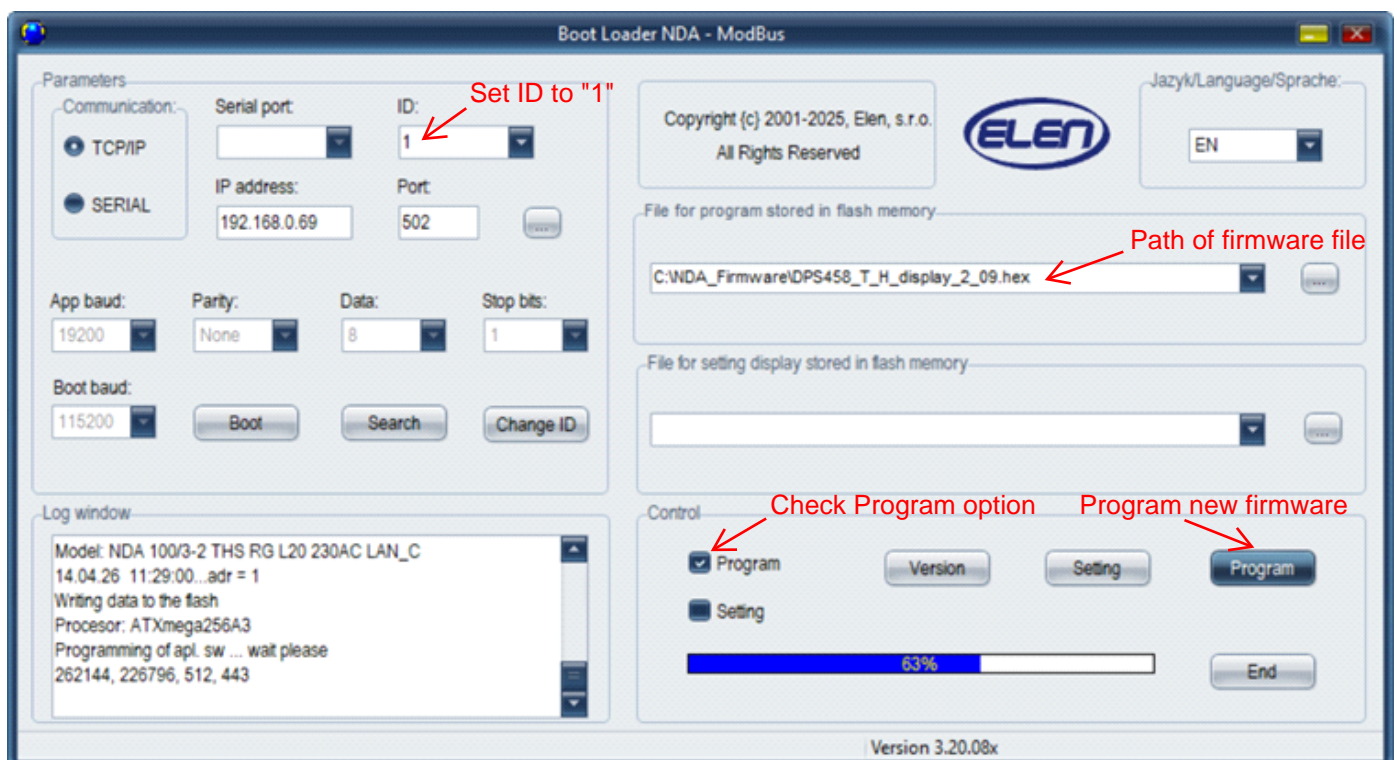 Boot Loader NDA - ModBus
Parameters
Communication:
TCP/IP
SERIAL
Serial port:
ID:
Set ID to "1"
1
IP address:
Port:
192.168.0.69
502
...
App baud:
Parity:
Data:
Stop bits:
19200
None
8
1
Boot baud:
115200
Boot
Search
Change ID
Copyright {c} 2001-2025, Elen, s.r.o.
All Rights Reserved
ELEN
Jazyk/Language/Sprache:
EN
File for program stored in flash memory
Path of firmware file
C:\NDA_Firmware\DPS458_T_H_display_2_09.hex
...
File for setting display stored in flash memory
...
Log window
Model: NDA 100/3-2 THS RG L20 230AC LAN_C
14.04.26 11:29:00...adr = 1
Writing data to the flash
Procesor: ATXmega256A3
Programming of apl. sw ... wait please
262144, 226796, 512, 443
Control
Check Program option
Program new firmware
Program
Version
Setting
Program
Setting
63%
End
Version 3.20.08x